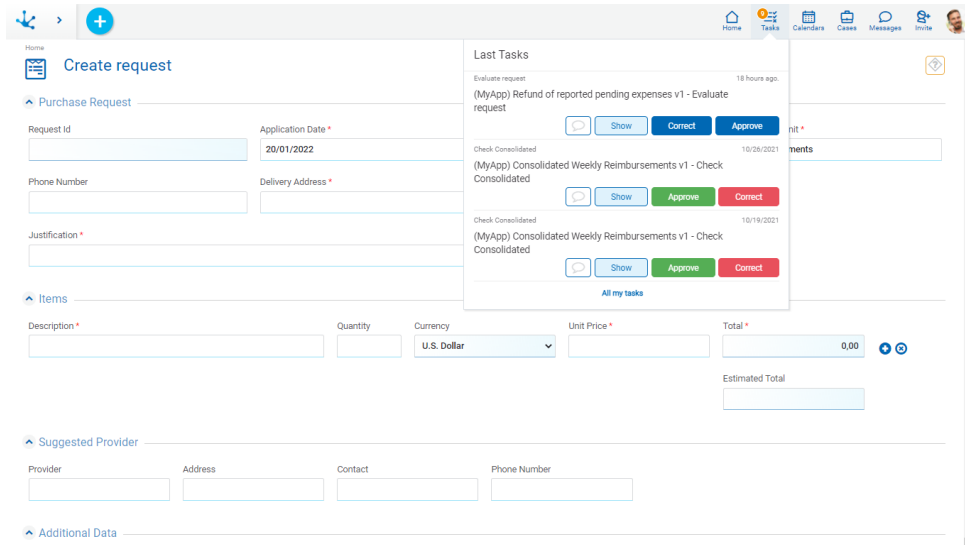 9
Home Tasks Calendars Cases Messages Invite
Home
Create request
Last Tasks
Evaluate request 18 hours ago.
(MyApp) Refund of reported pending expenses v1 - Evaluate
request
Show Correct Approve
Check Consolidated 10/26/2021
(MyApp) Consolidated Weekly Reimbursements v1 - Check
Consolidated
Show Approve Correct
Check Consolidated 10/19/2021
(MyApp) Consolidated Weekly Reimbursements v1 - Check
Consolidated
Show Approve Correct
All my tasks
Purchase Request
Request Id Application Date *
20/01/2022
Phone Number Delivery Address *
Justification *
Items
Description * Quantity Currency Unit Price * Total *
U.S. Dollar 0,00
Estimated Total
Suggested Provider
Provider Address Contact Phone Number
Additional Data